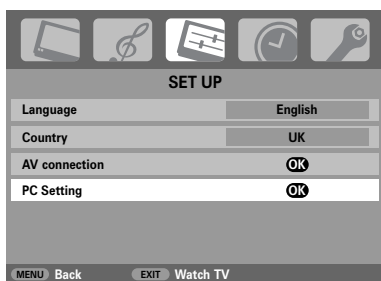 SET UP
Language English
Country UK
AV connection OK
PC Setting OK
MENU Back EXIT Watch TV